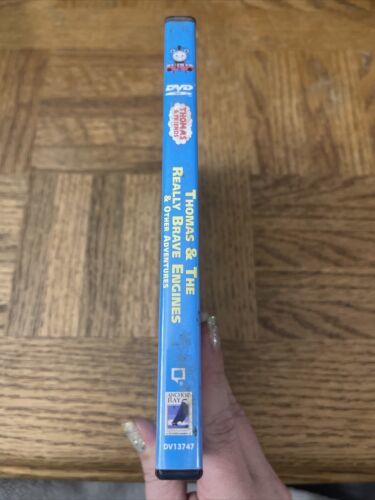 DVD
THOMAS
& FRIENDS
THOMAS & THE
REALLY BRAVE ENGINES
& OTHER ADVENTURES
ANCHOR
BAY
DV13747